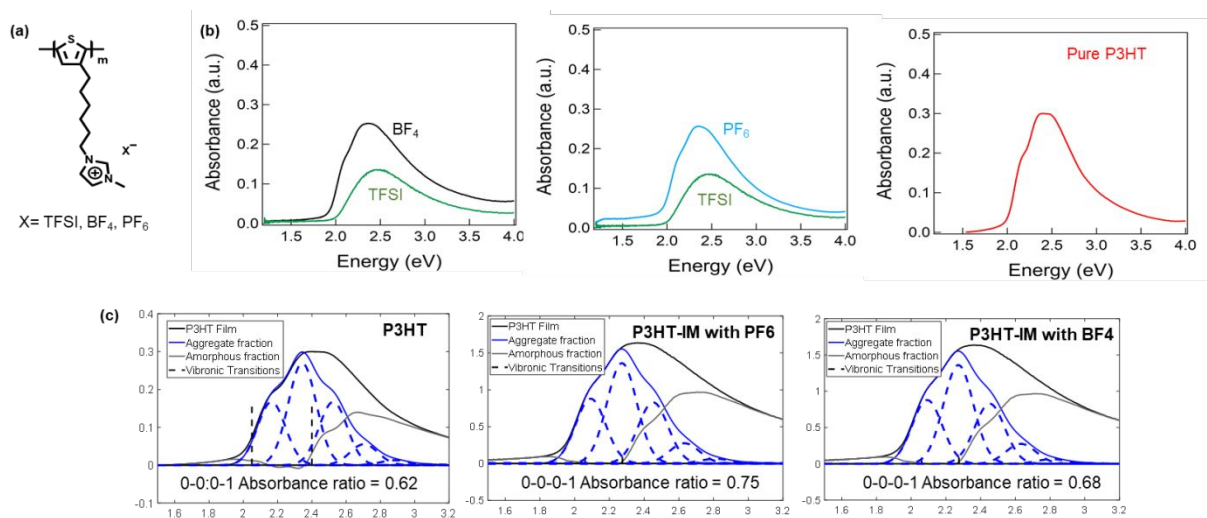 (a)
S
m
N
⊕
N
X⁻
X= TFSI, BF₄, PF₆
(b)
Absorbance (a.u.)
0.5
0.4
0.3
0.2
0.1
0.0
BF₄
TFSI
1.5 2.0 2.5 3.0 3.5 4.0
Energy (eV)
Absorbance (a.u.)
0.5
0.4
0.3
0.2
0.1
0.0
PF₆
TFSI
1.5 2.0 2.5 3.0 3.5 4.0
Energy (eV)
Absorbance (a.u.)
0.5
0.4
0.3
0.2
0.1
0.0
Pure P3HT
1.5 2.0 2.5 3.0 3.5 4.0
Energy (eV)
(c)
0.4
0.3
0.2
0.1
0
-0.1
P3HT Film
Aggregate fraction
Amorphous fraction
Vibronic Transitions
P3HT
0-0:0-1 Absorbance ratio = 0.62
1.6 1.8 2 2.2 2.4 2.6 2.8 3 3.2
2
1.5
1
0.5
0
-0.5
P3HT Film
Aggregate fraction
Amorphous fraction
Vibronic Transitions
P3HT-IM with PF6
0-0-0-1 Absorbance ratio = 0.75
1.6 1.8 2 2.2 2.4 2.6 2.8 3 3.2
2
1.5
1
0.5
0
-0.5
P3HT Film
Aggregate fraction
Amorphous fraction
Vibronic Transitions
P3HT-IM with BF4
0-0-0-1 Absorbance ratio = 0.68
1.6 1.8 2 2.2 2.4 2.6 2.8 3 3.2